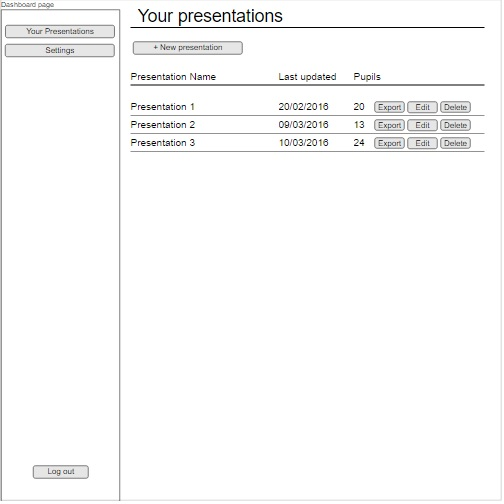 Dashboard page
Your Presentations
Settings
Log out
Your presentations
+ New presentation
Presentation Name Last updated Pupils
Presentation 1 20/02/2016 20 Export Edit Delete
Presentation 2 09/03/2016 13 Export Edit Delete
Presentation 3 10/03/2016 24 Export Edit Delete